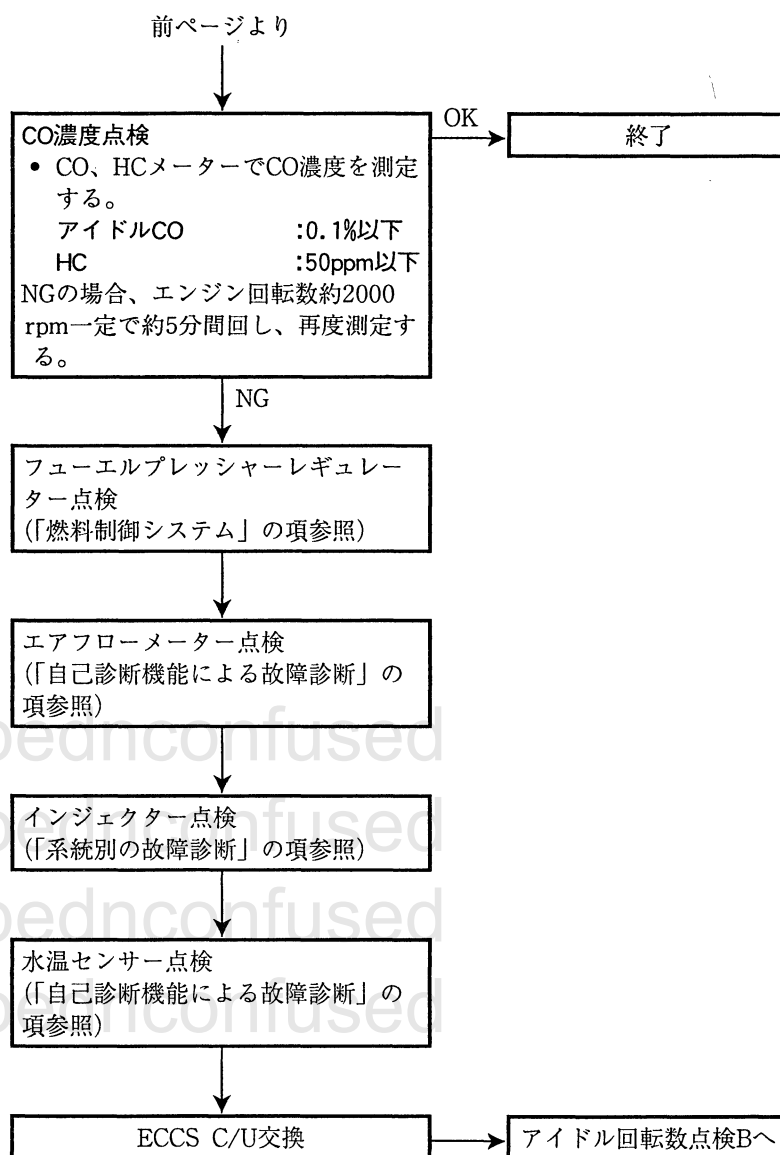 前ページより
CO濃度点検
OK
終了
• CO、HCメーターでCO濃度を測定
する。
アイドルCO :0.1%以下
HC :50ppm以下
NGの場合、エンジン回転数約2000
rpm一定で約5分間回し、再度測定す
る。
NG
フューエルプレッシャーレギュレー
ター点検
(「燃料制御システム」の項参照)
エアフローメーター点検
(「自己診断機能による故障診断」の
項参照)
pednconfused
インジェクター点検
(「系統別の故障診断」の項参照)
pednconfused
pednconfused
水温センサー点検
(「自己診断機能による故障診断」の
項参照)
pednconfused
ECCS C/U交換
アイドル回転数点検Bへ